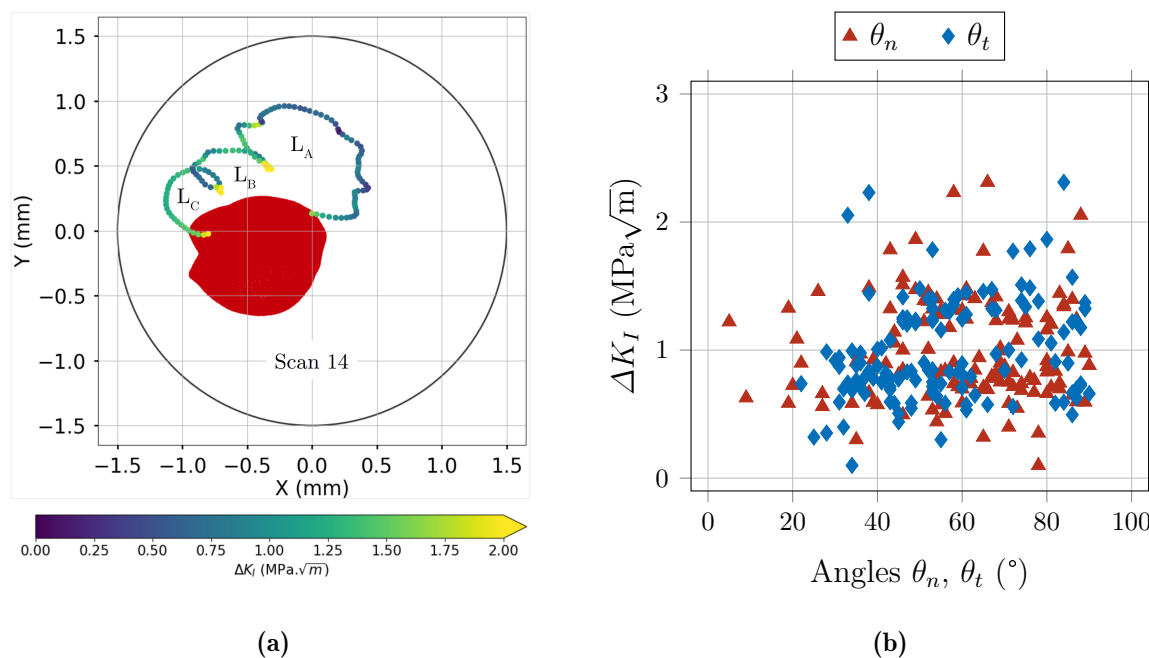 1.5
1.0
0.5
0.0
−0.5
−1.0
−1.5
Y (mm)
L_A
L_B
L_C
Scan 14
−1.5 −1.0 −0.5 0.0 0.5 1.0 1.5
X (mm)
0.00 0.25 0.50 0.75 1.00 1.25 1.50 1.75 2.00
ΔK_I (MPa.√m)
(a)
θ_n θ_t
3
2
1
0
ΔK_I (MPa√m)
0 20 40 60 80 100
Angles θ_n, θ_t (°)
(b)